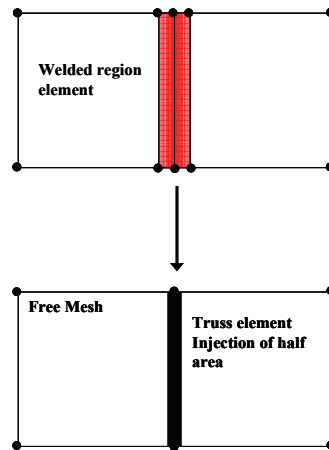 Welded region
element
Free Mesh
Truss element
Injection of half
area